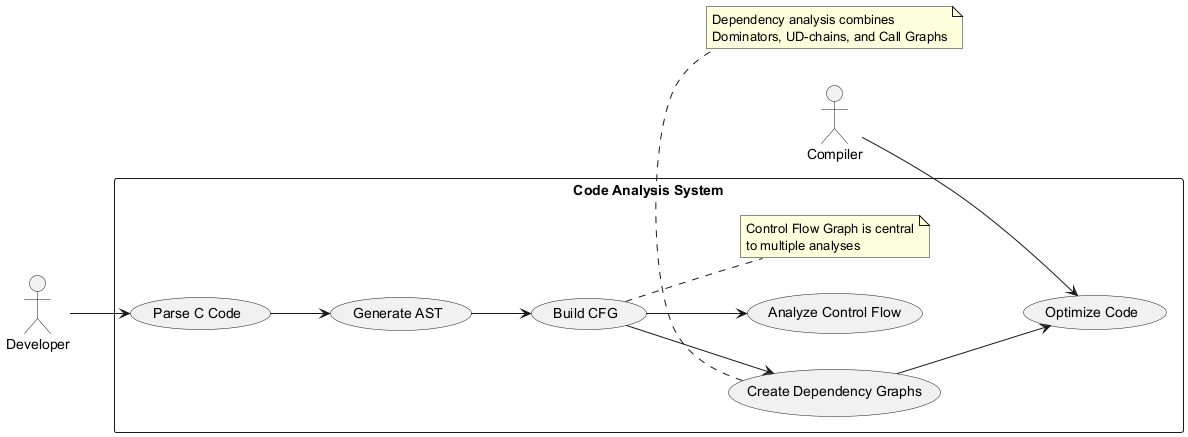 Dependency analysis combines
Dominators, UD-chains, and Call Graphs
Compiler
Code Analysis System
Control Flow Graph is central
to multiple analyses
Developer
Parse C Code
Generate AST
Build CFG
Analyze Control Flow
Optimize Code
Create Dependency Graphs